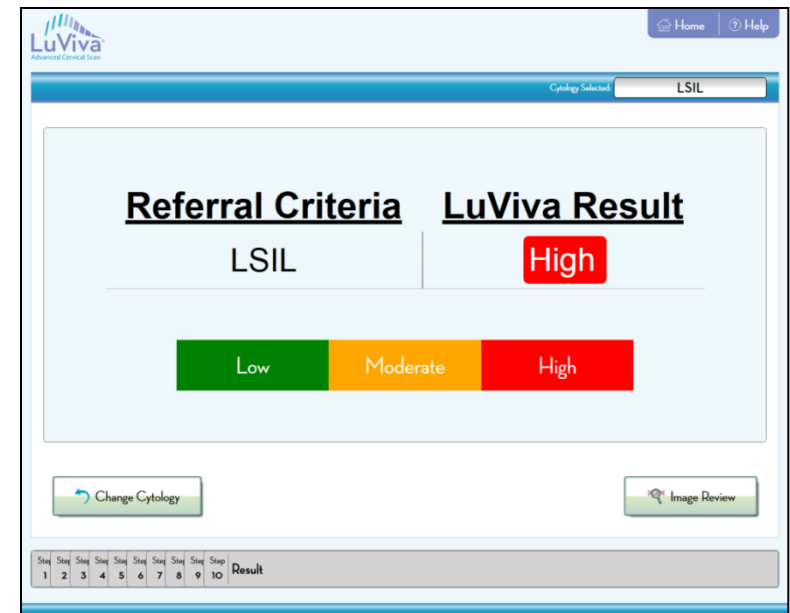 Home Help
LuViva
Advanced Cervical Scan
Cytology Selected: LSIL
Referral Criteria LuViva Result
LSIL High
Low Moderate High
Change Cytology Image Review
Step Step Step Step Step Step Step Step Step Step
1 2 3 4 5 6 7 8 9 10 Result